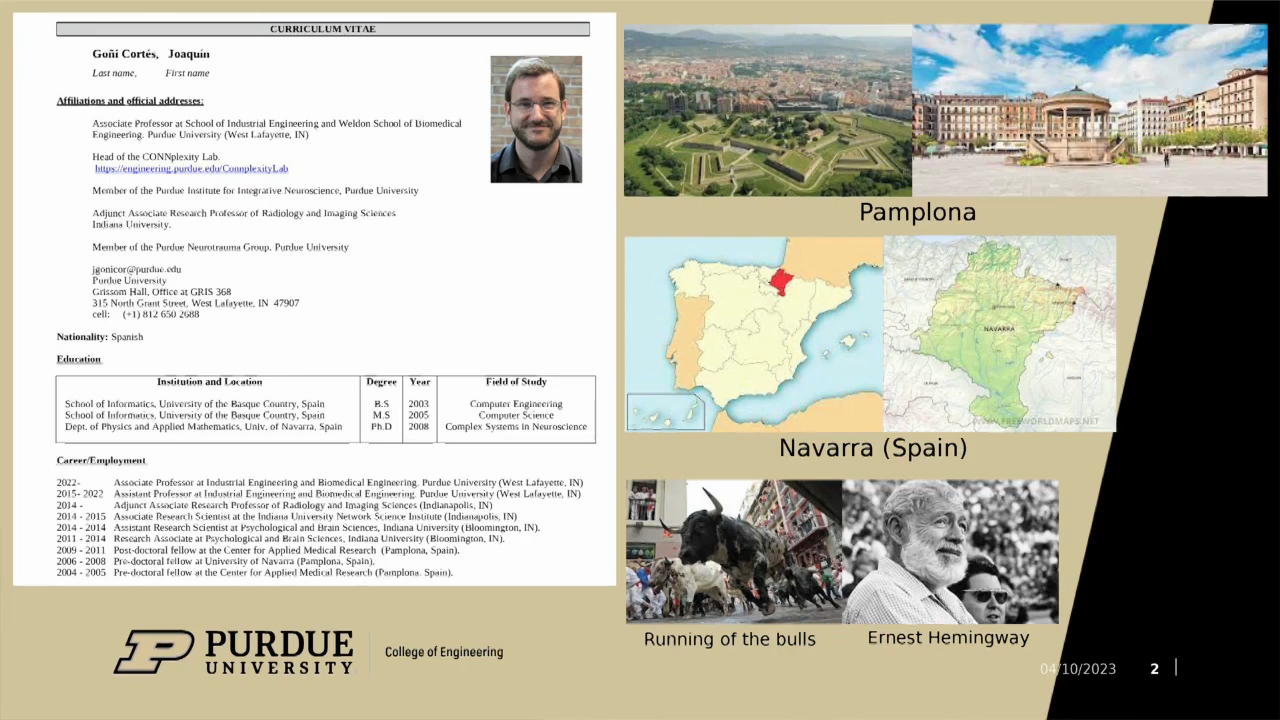 CURRICULUM VITAE
Goñi Cortés, Joaquín
Last name, First name
Affiliations and official addresses:
Associate Professor at School of Industrial Engineering and Weldon School of Biomedical
Engineering. Purdue University (West Lafayette, IN)
Head of the CONNplexity Lab.
https://engineering.purdue.edu/ConnplexityLab
Member of the Purdue Institute for Integrative Neuroscience, Purdue University
Adjunct Associate Research Professor of Radiology and Imaging Sciences
Indiana University.
Member of the Purdue Neurotrauma Group. Purdue University
jgonicor@purdue.edu
Purdue University
Grissom Hall, Office at GRIS 368
315 North Grant Street, West Lafayette, IN 47907
cell: (+1) 812 650 2688
Nationality: Spanish
Education
Institution and Location Degree Year Field of Study
School of Informatics, University of the Basque Country, Spain B.S 2003 Computer Engineering
School of Informatics, University of the Basque Country, Spain M.S 2005 Computer Science
Dept. of Physics and Applied Mathematics, Univ. of Navarra, Spain Ph.D 2008 Complex Systems in Neuroscience
Career/Employment
2022- Associate Professor at Industrial Engineering and Biomedical Engineering. Purdue University (West Lafayette, IN)
2015- 2022 Assistant Professor at Industrial Engineering and Biomedical Engineering. Purdue University (West Lafayette, IN)
2014 - Adjunct Associate Research Professor of Radiology and Imaging Sciences (Indianapolis, IN)
2014 - 2015 Associate Research Scientist at the Indiana University Network Science Institute (Indianapolis, IN)
2014 - 2014 Assistant Research Scientist at Psychological and Brain Sciences, Indiana University (Bloomington, IN).
2011 - 2014 Research Associate at Psychological and Brain Sciences, Indiana University (Bloomington, IN).
2009 - 2011 Post-doctoral fellow at the Center for Applied Medical Research (Pamplona, Spain).
2006 - 2008 Pre-doctoral fellow at University of Navarra (Pamplona, Spain).
2004 - 2005 Pre-doctoral fellow at the Center for Applied Medical Research (Pamplona. Spain).
Pamplona
NAVARRA
WWW.FREEWORLDMAPS.NET
Navarra (Spain)
Running of the bulls
Ernest Hemingway
PURDUE
UNIVERSITY
College of Engineering
04/10/2023 2